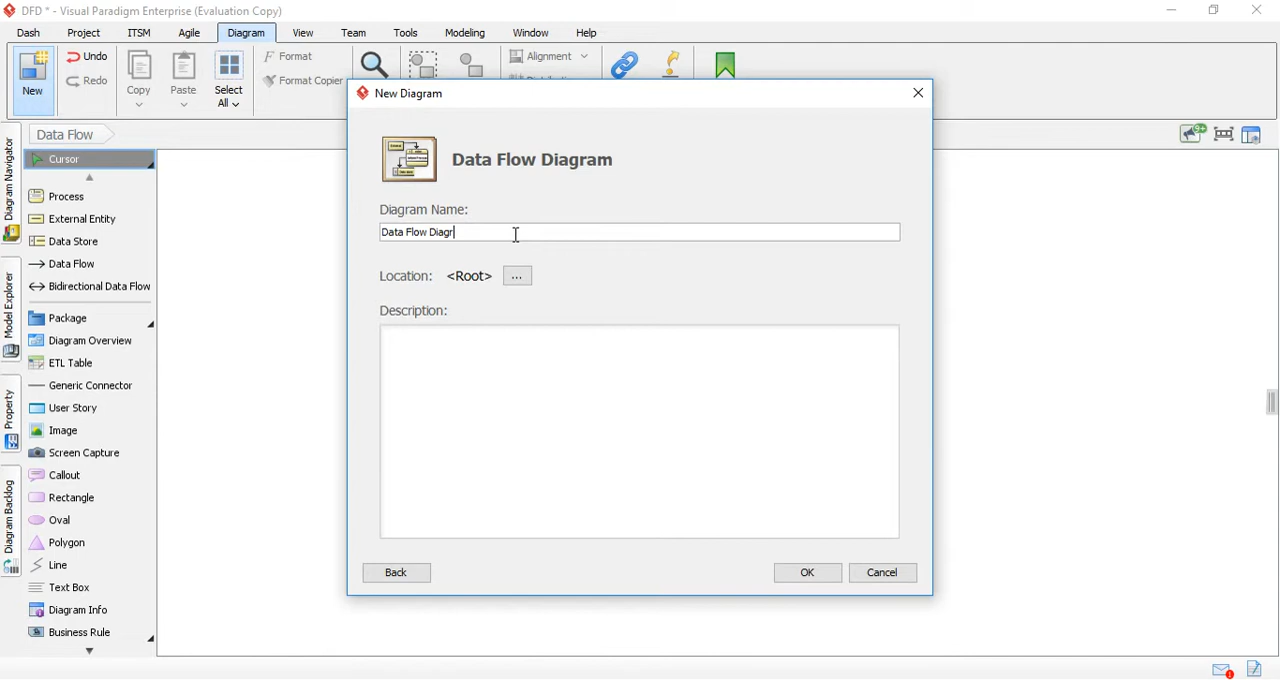 DFD * - Visual Paradigm Enterprise (Evaluation Copy)
Dash Project ITSM Agile Diagram View Team Tools Modeling Window Help
New
Undo
Redo
Copy
Paste
Select All
Format
Format Copier
Alignment
New Diagram
Data Flow Diagram
Diagram Name:
Data Flow Diagr
Location: <Root> ...
Description:
Back OK Cancel
Data Flow
Cursor
Process
External Entity
Data Store
Data Flow
Bidirectional Data Flow
Package
Diagram Overview
ETL Table
Generic Connector
User Story
Image
Screen Capture
Callout
Rectangle
Oval
Polygon
Line
Text Box
Diagram Info
Business Rule
Diagram Navigator
Model Explorer
Property
Diagram Backlog
9+
1